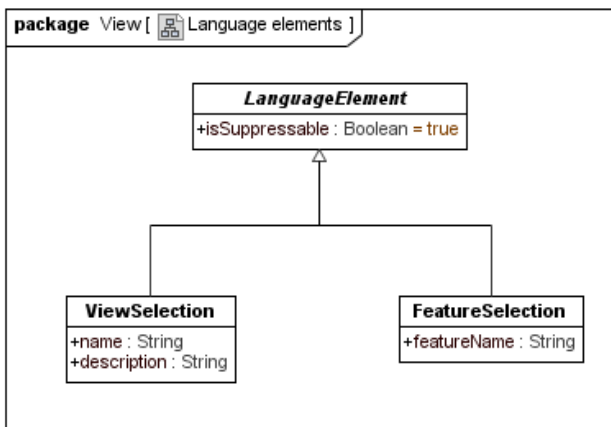 package View [ Language elements ]
LanguageElement
+isSuppressable : Boolean = true
ViewSelection
+name : String
+description : String
FeatureSelection
+featureName : String